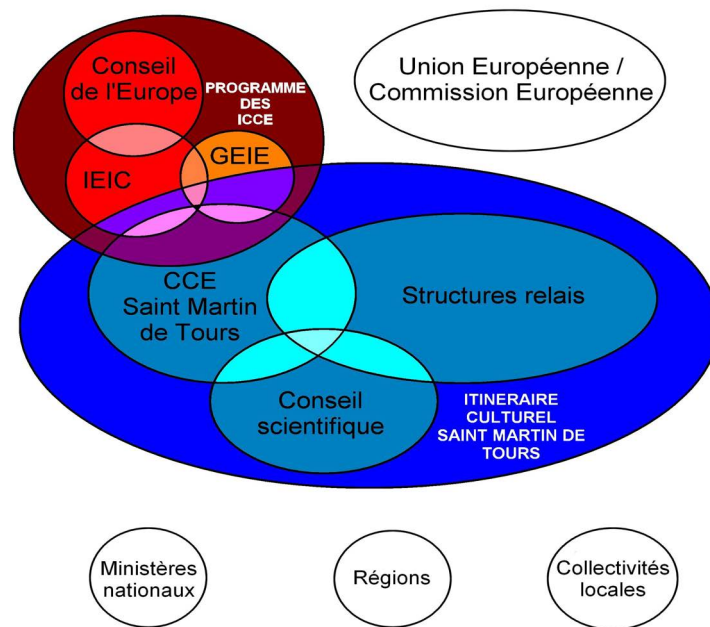 Conseil
de l'Europe
PROGRAMME
DES
ICCE
Union Européenne /
Commission Européenne
IEIC
GEIE
CCE
Saint Martin
de Tours
Structures relais
Conseil
scientifique
ITINERAIRE
CULTUREL
SAINT MARTIN DE
TOURS
Ministères
nationaux
Régions
Collectivités
locales